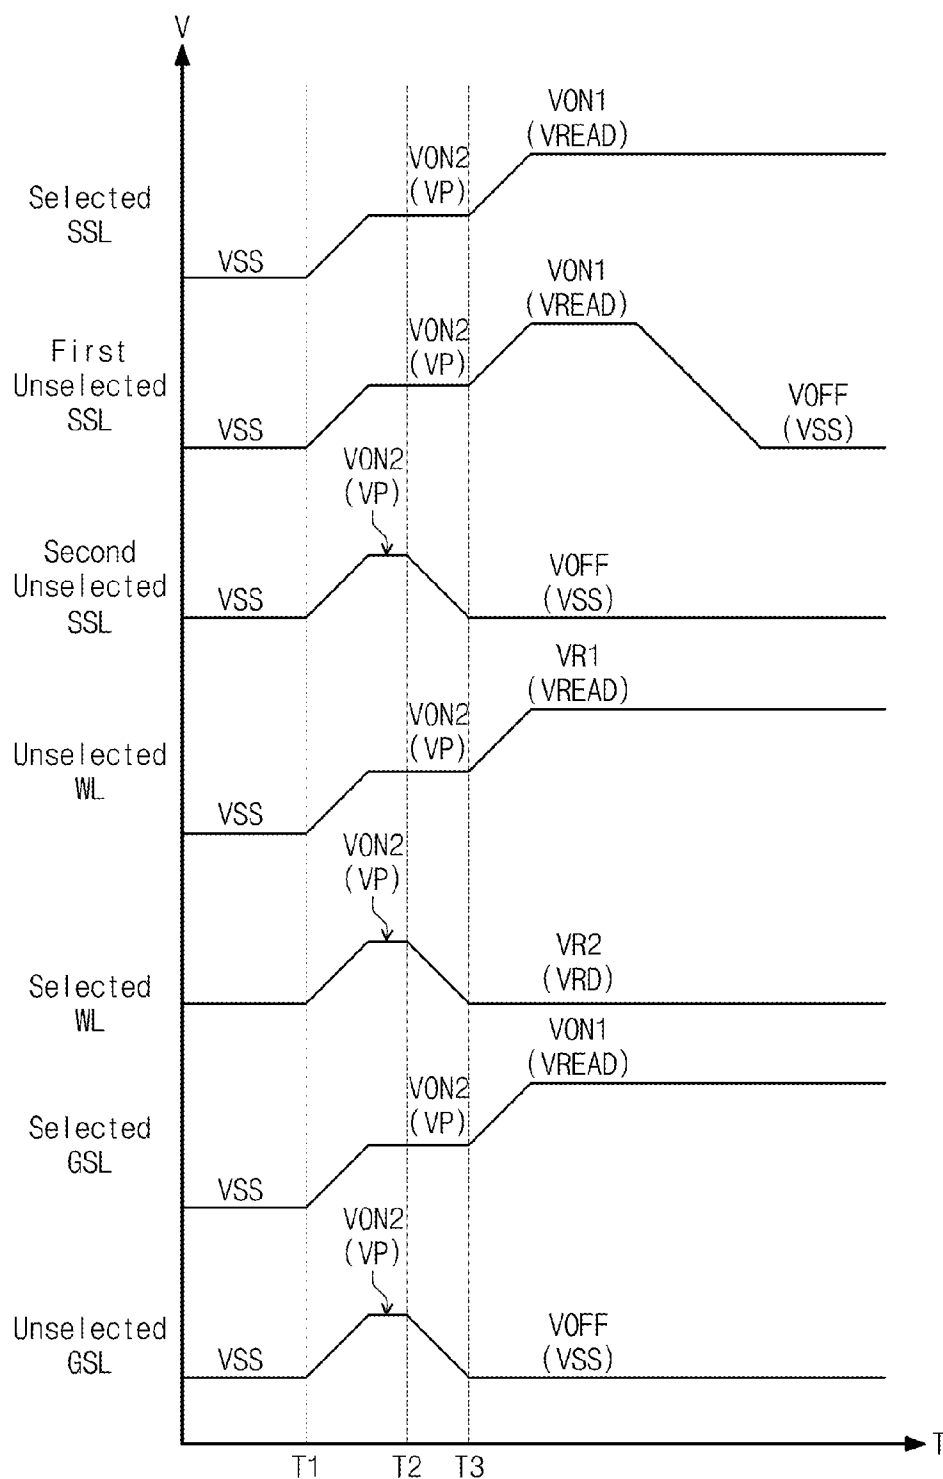 V
VON1
(VREAD)
VON2
(VP)
Selected
SSL
VSS
VON1
(VREAD)
VON2
(VP)
First
Unselected
SSL
VOFF
(VSS)
VSS
VON2
(VP)
Second
Unselected
SSL
VOFF
(VSS)
VSS
VR1
(VREAD)
VON2
(VP)
Unselected
WL
VSS
VON2
(VP)
VR2
(VRD)
Selected
WL
VON1
(VREAD)
VON2
(VP)
Selected
GSL
VSS
VON2
(VP)
Unselected
GSL
VOFF
(VSS)
VSS
T
T1 T2 T3